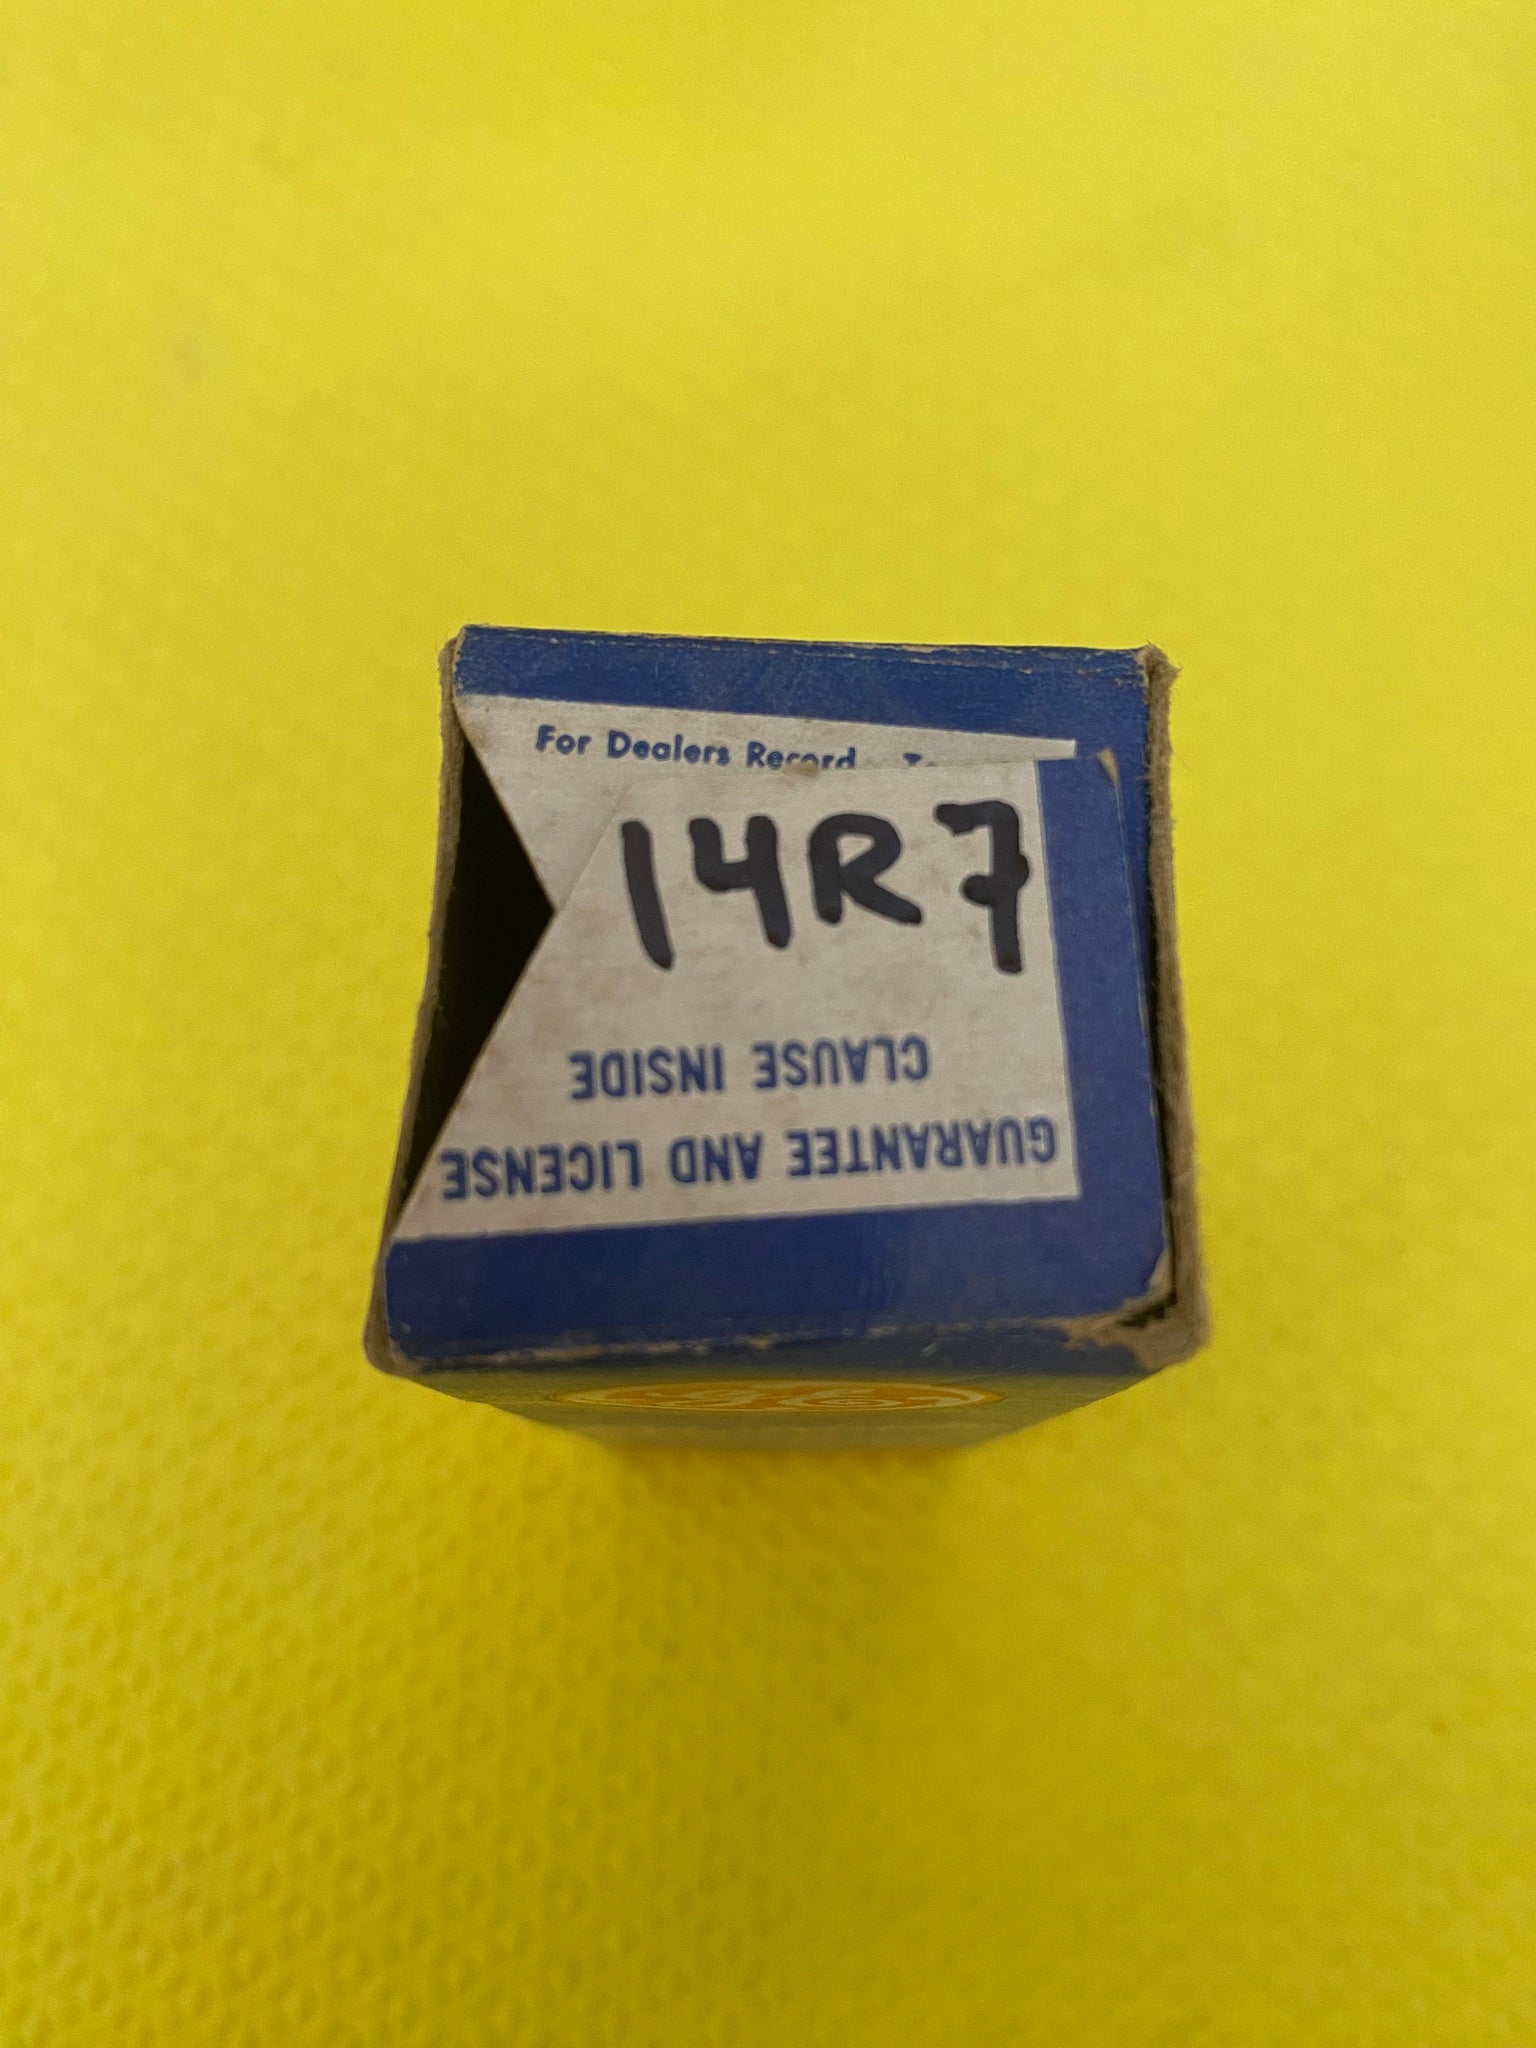 For Dealers Record
14R7
GUARANTEE AND LICENSE
CLAUSE INSIDE